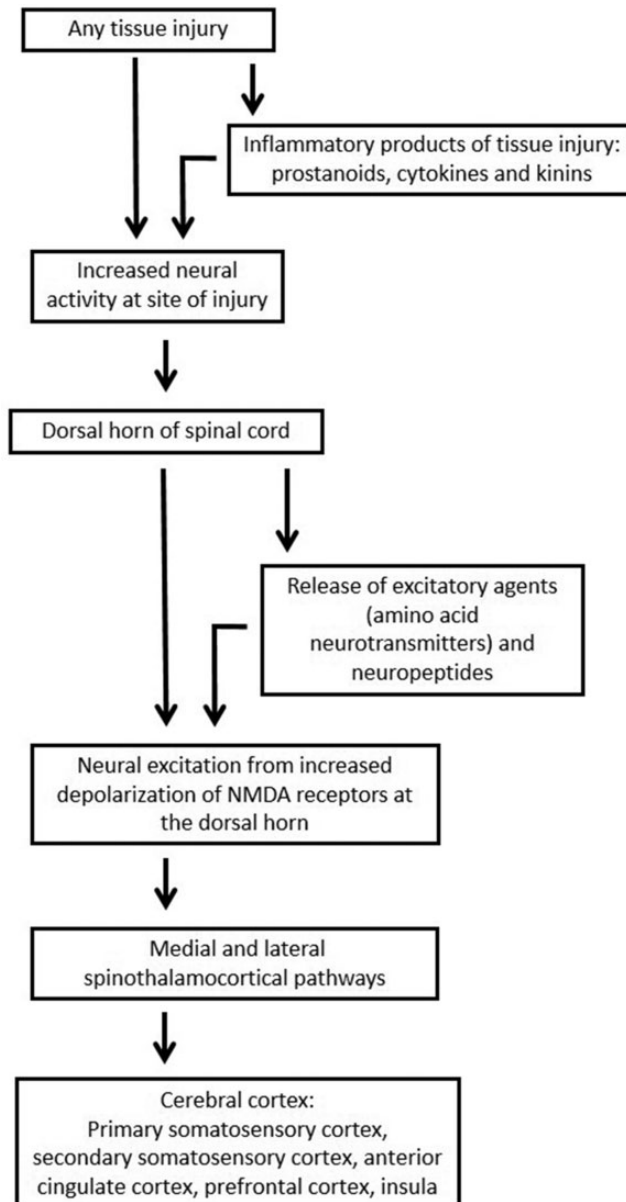 Any tissue injury
Inflammatory products of tissue injury:
prostanoids, cytokines and kinins
Increased neural
activity at site of injury
Dorsal horn of spinal cord
Release of excitatory agents
(amino acid
neurotransmitters) and
neuropeptides
Neural excitation from increased
depolarization of NMDA receptors at
the dorsal horn
Medial and lateral
spinothalamocortical pathways
Cerebral cortex:
Primary somatosensory cortex,
secondary somatosensory cortex, anterior
cingulate cortex, prefrontal cortex, insula